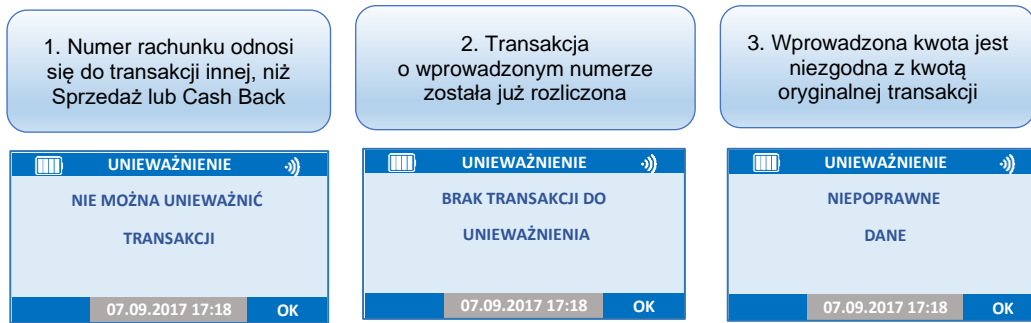 1. Numer rachunku odnosi
się do transakcji innej, niż
Sprzedaż lub Cash Back
2. Transakcja
o wprowadzonym numerze
została już rozliczona
3. Wprowadzona kwota jest
niezgodna z kwotą
oryginalnej transakcji
UNIEWAŻNIENIE
NIE MOŻNA UNIEWAŻNIĆ
TRANSAKCJI
07.09.2017 17:18 OK
UNIEWAŻNIENIE
BRAK TRANSAKCJI DO
UNIEWAŻNIENIA
07.09.2017 17:18 OK
UNIEWAŻNIENIE
NIEPOPRAWNE
DANE
07.09.2017 17:18 OK